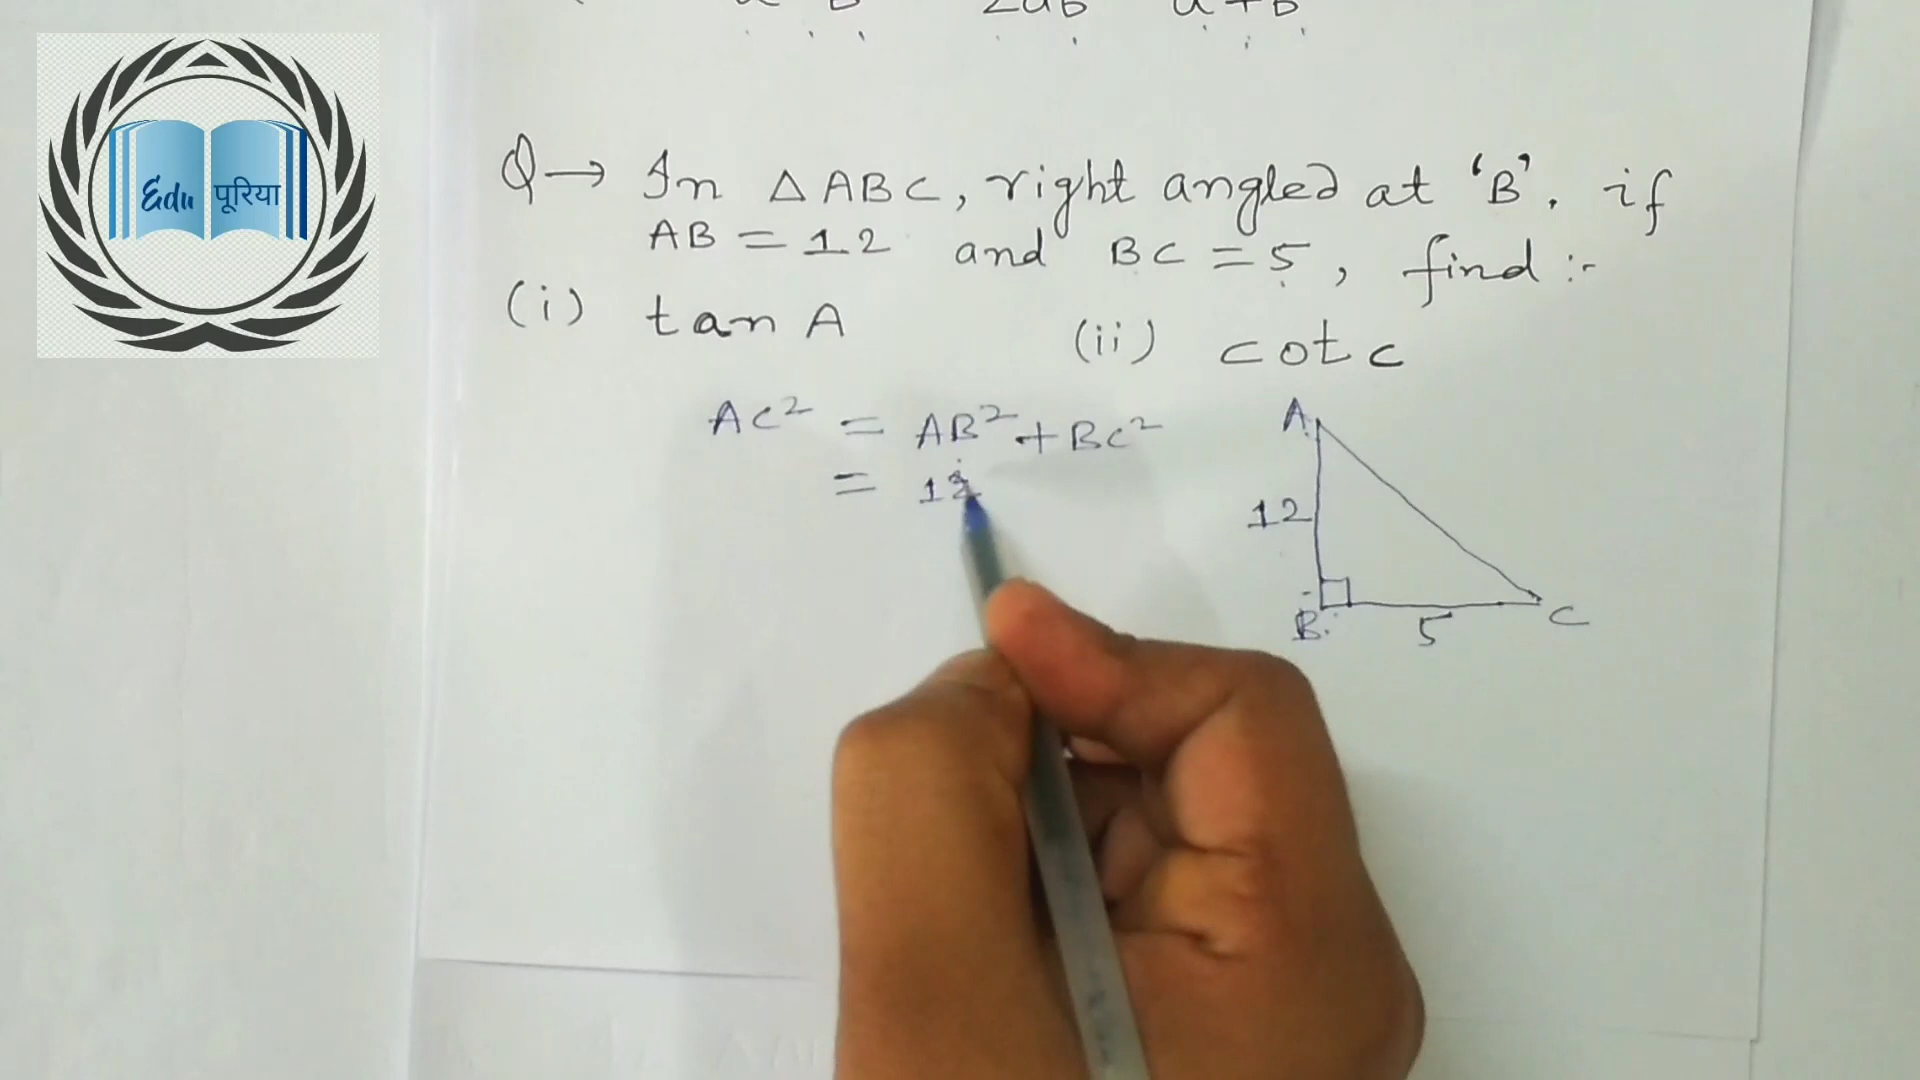 Edu पूरिया
Q→ In △ ABC, right angled at ‘B’. if
AB = 12 and BC = 5, find :-
(i) tan A (ii) cot c
AC² = AB² + BC²
= 12
A
12
B
5
C